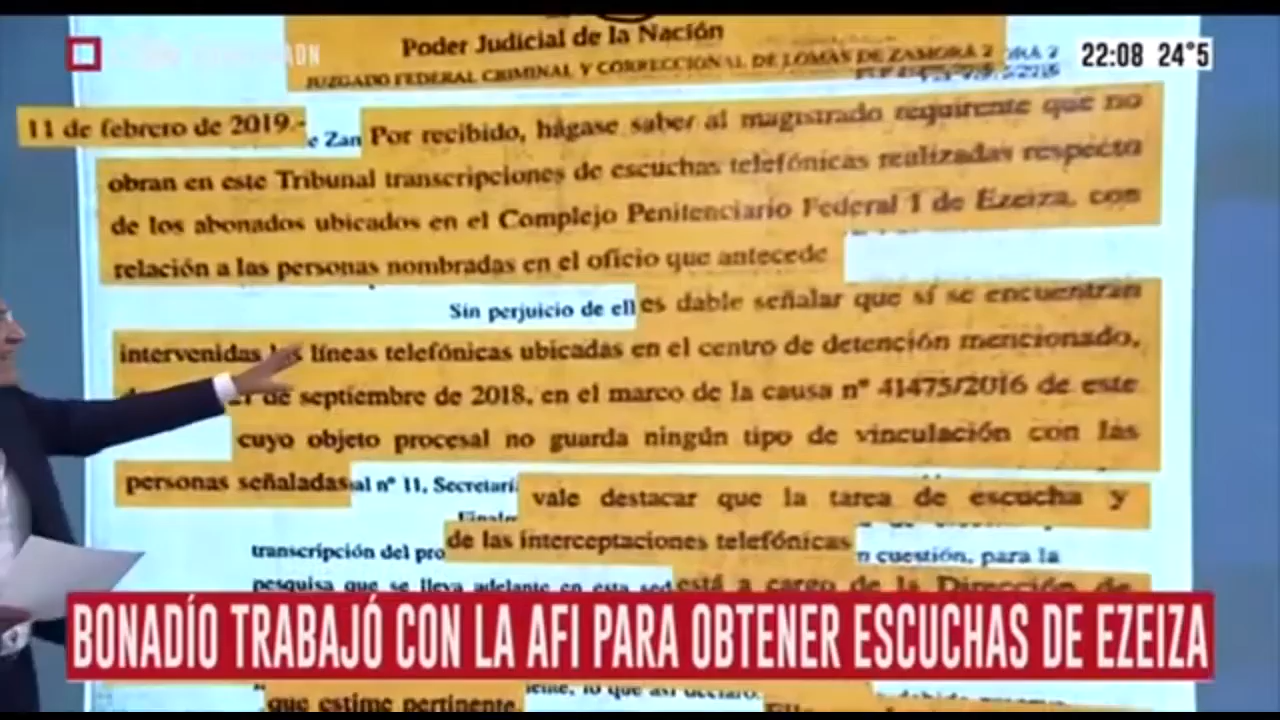 Poder Judicial de la Nación
JUZGADO FEDERAL CRIMINAL Y CORRECCIONAL DE LOMAS DE ZAMORA 2
22:08 24°5
11 de febrero de 2019.-
e Zam Por recibido, hágase saber al magistrado requirente que no
obran en este Tribunal transcripciones de escuchas telefónicas realizadas respecto
de los abonados ubicados en el Complejo Penitenciario Federal I de Ezeiza, con
relación a las personas nombradas en el oficio que antecede
Sin perjuicio de ell es dable señalar que sí se encuentran
intervenidas las líneas telefónicas ubicadas en el centro de detención mencionado,
de septiembre de 2018, en el marco de la causa nº 41475/2016 de este
cuyo objeto procesal no guarda ningún tipo de vinculación con las
personas señaladas al nº 11, Secretarí
vale destacar que la tarea de escucha y
transcripción del pro de las interceptaciones telefónicas n cuestión, para la
pesquisa que se lleva adelante en esta sed está a cargo de la Dirección de
BONADÍO TRABAJÓ CON LA AFI PARA OBTENER ESCUCHAS DE EZEIZA
que estime pertinente